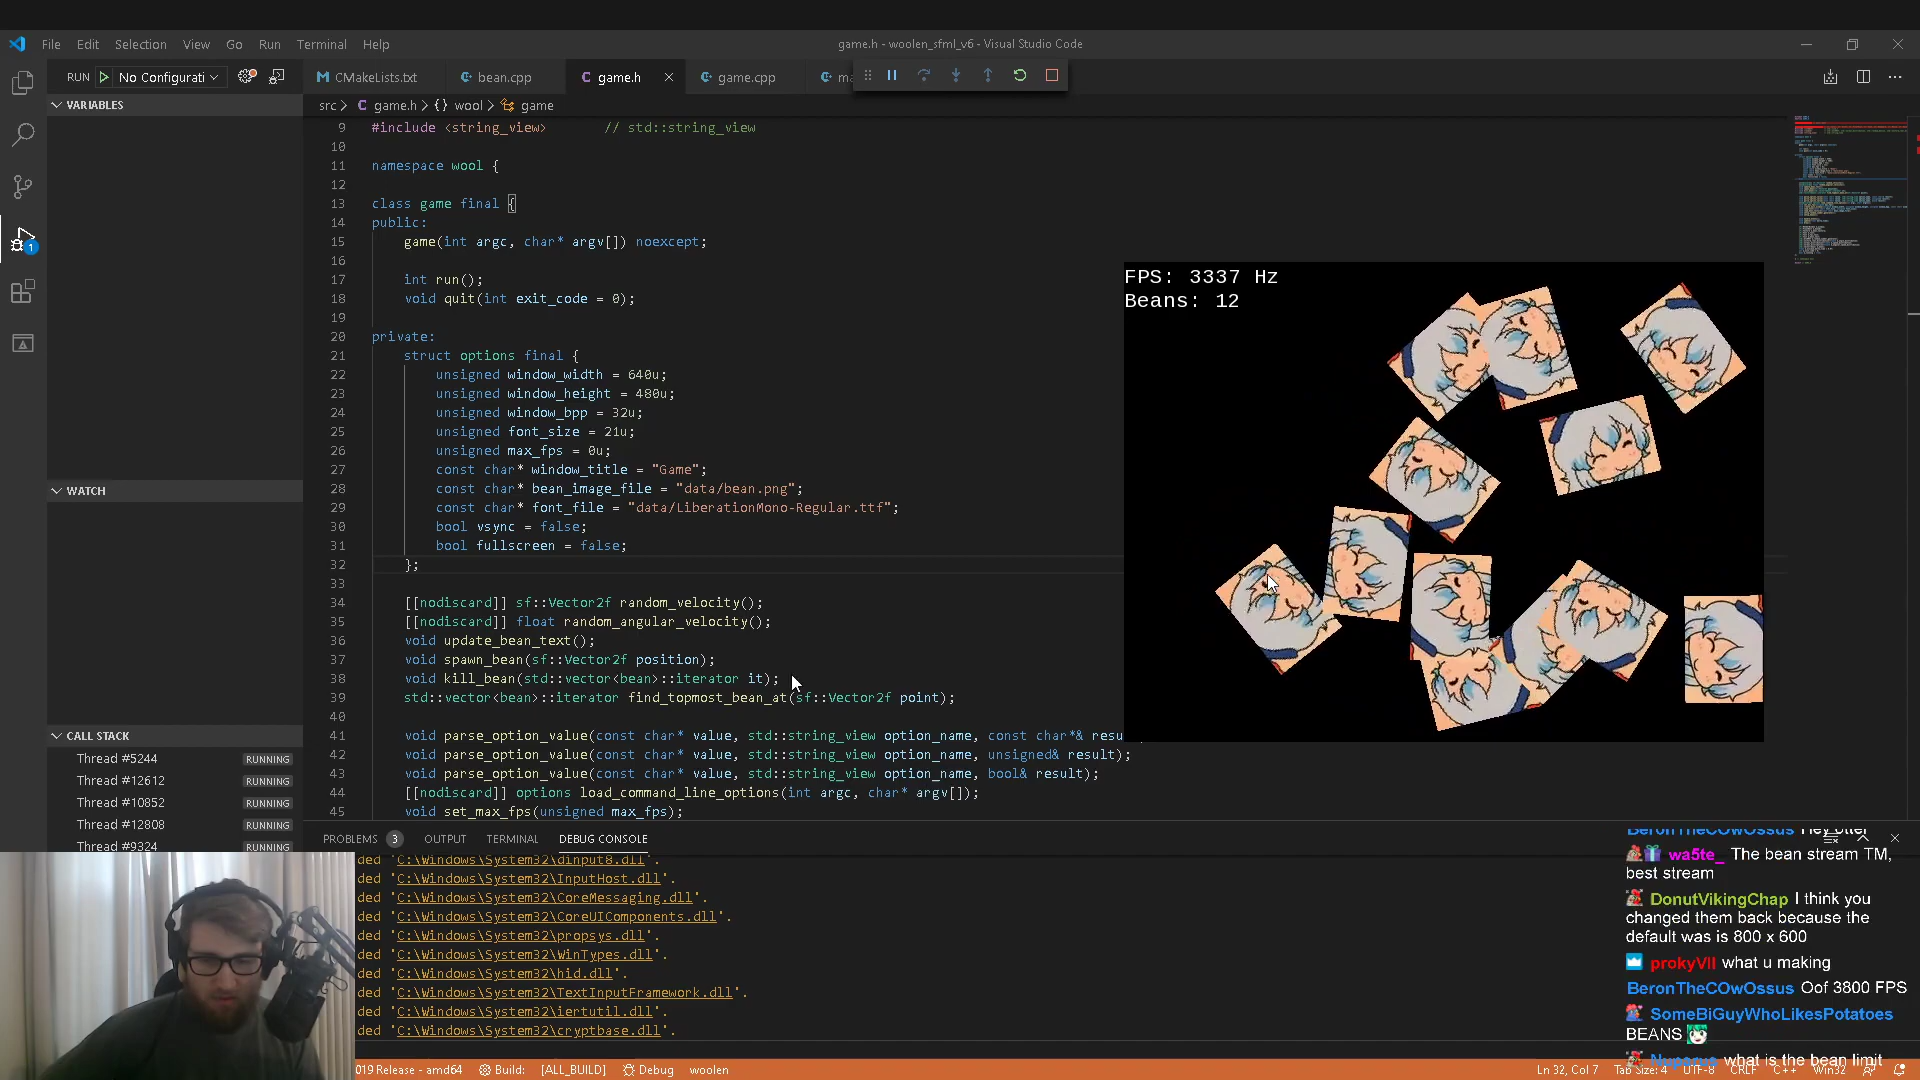 File Edit Selection View Go Run Terminal Help
game.h - woolen_sfml_v6 - Visual Studio Code
RUN No Configurati
CMakeLists.txt bean.cpp game.h game.cpp
VARIABLES
src > game.h > {} wool > game
9 #include <string_view> // std::string_view
10
11 namespace wool {
12
13 class game final {
14 public:
15 game(int argc, char* argv[]) noexcept;
16
17 int run();
18 void quit(int exit_code = 0);
19
20 private:
21 struct options final {
22 unsigned window_width = 640u;
23 unsigned window_height = 480u;
24 unsigned window_bpp = 32u;
25 unsigned font_size = 21u;
26 unsigned max_fps = 0u;
27 const char* window_title = "Game";
28 const char* bean_image_file = "data/bean.png";
29 const char* font_file = "data/LiberationMono-Regular.ttf";
30 bool vsync = false;
31 bool fullscreen = false;
32 };
33
34 [[nodiscard]] sf::Vector2f random_velocity();
35 [[nodiscard]] float random_angular_velocity();
36 void update_bean_text();
37 void spawn_bean(sf::Vector2f position);
38 void kill_bean(std::vector<bean>::iterator it);
39 std::vector<bean>::iterator find_topmost_bean_at(sf::Vector2f point);
40
41 void parse_option_value(const char* value, std::string_view option_name, const char*& resu
42 void parse_option_value(const char* value, std::string_view option_name, unsigned& result);
43 void parse_option_value(const char* value, std::string_view option_name, bool& result);
44 [[nodiscard]] options load_command_line_options(int argc, char* argv[]);
45 void set_max_fps(unsigned max_fps);
FPS: 3337 Hz
Beans: 12
WATCH
CALL STACK
Thread #5244 RUNNING
Thread #12612 RUNNING
Thread #10852 RUNNING
Thread #12808 RUNNING
Thread #9324 RUNNING
PROBLEMS 3 OUTPUT TERMINAL DEBUG CONSOLE
ded 'C:\Windows\System32\dinput8.dll'.
ded 'C:\Windows\System32\InputHost.dll'.
ded 'C:\Windows\System32\CoreMessaging.dll'.
ded 'C:\Windows\System32\CoreUIComponents.dll'.
ded 'C:\Windows\System32\propsys.dll'.
ded 'C:\Windows\System32\WinTypes.dll'.
ded 'C:\Windows\System32\hid.dll'.
ded 'C:\Windows\System32\TextInputFramework.dll'.
ded 'C:\Windows\System32\iertutil.dll'.
ded 'C:\Windows\System32\cryptbase.dll'.
BeronTheCOwOssus Hey otter
wa5te_ The bean stream TM,
best stream
DonutVikingChap I think you
changed them back because the
default was is 800 x 600
prokyVII what u making
BeronTheCOwOssus Oof 3800 FPS
SomeBiGuyWhoLikesPotatoes
BEANS
what is the bean limit
019 Release - amd64 Build: [ALL_BUILD] Debug woolen
Ln 32, Col 7 Tab Size: 4 UTF-8 CRLF C++ Win32